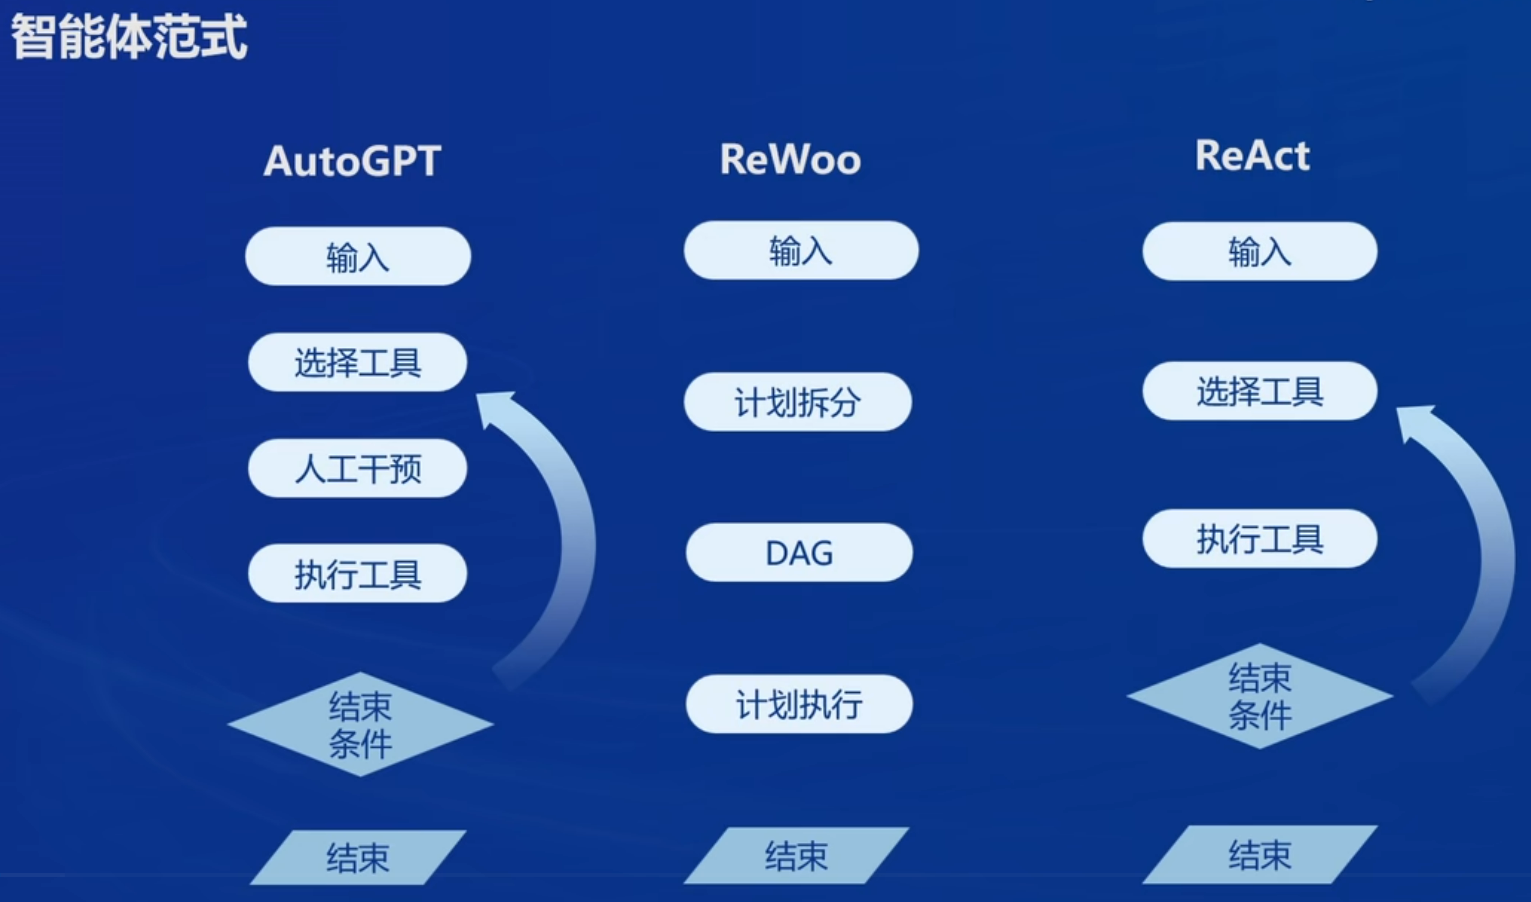 智能体范式
AutoGPT
输入
选择工具
人工干预
执行工具
结束
条件
结束
ReWoo
输入
计划拆分
DAG
计划执行
结束
ReAct
输入
选择工具
执行工具
结束
条件
结束